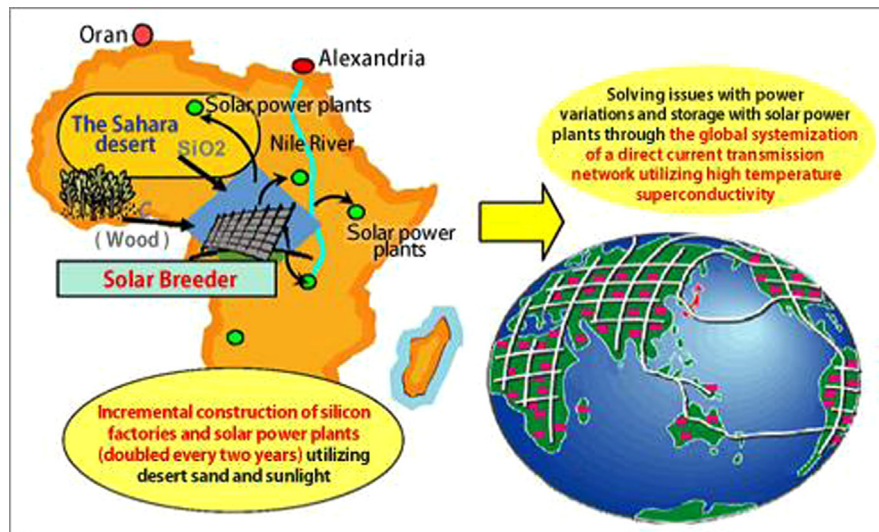 Oran
Alexandria
Solar power plants
The Sahara
desert
SiO2
Nile River
C
( Wood )
Solar power
plants
Solar Breeder
Incremental construction of silicon
factories and solar power plants
(doubled every two years) utilizing
desert sand and sunlight
Solving issues with power
variations and storage with solar power
plants through the global systemization
of a direct current transmission
network utilizing high temperature
superconductivity